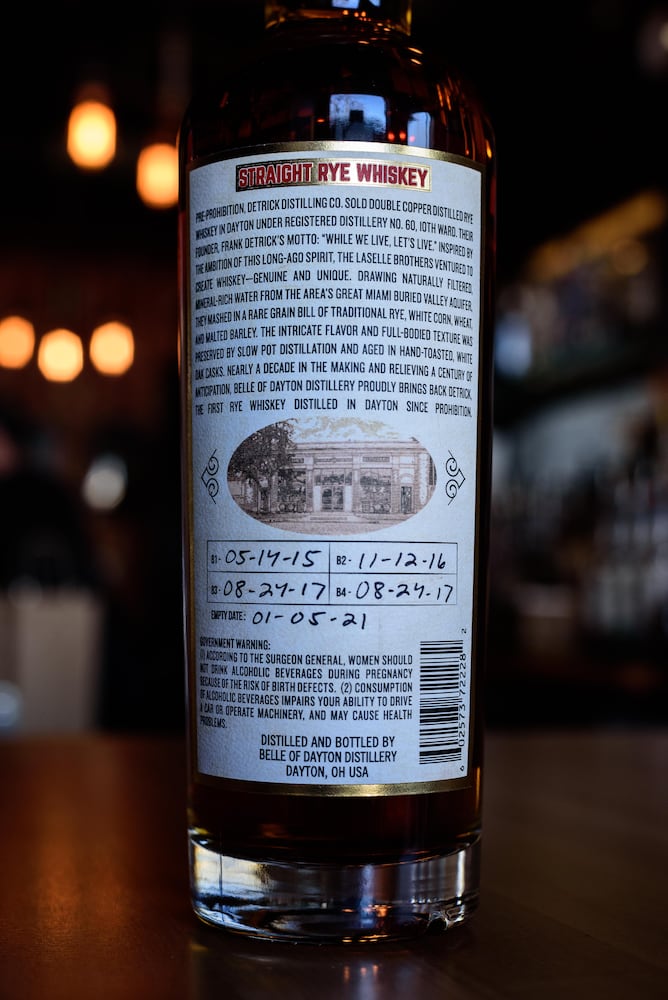 STRAIGHT RYE WHISKEY
PRE-PROHIBITION, DETRICK DISTILLING CO. SOLD DOUBLE COPPER DISTILLED RYE
WHISKEY IN DAYTON UNDER REGISTERED DISTILLERY NO. 60, 10TH WARD. THEIR
FOUNDER, FRANK DETRICK'S MOTTO: "WHILE WE LIVE, LET'S LIVE." INSPIRED BY
THE AMBITION OF THIS LONG-AGO SPIRIT, THE LASELLE BROTHERS VENTURED TO
CREATE WHISKEY—GENUINE AND UNIQUE. DRAWING NATURALLY FILTERED,
MINERAL-RICH WATER FROM THE AREA'S GREAT MIAMI BURIED VALLEY AQUIFER,
THEY MASHED IN A RARE GRAIN BILL OF TRADITIONAL RYE, WHITE CORN, WHEAT,
AND MALTED BARLEY. THE INTRICATE FLAVOR AND FULL-BODIED TEXTURE WAS
PRESERVED BY SLOW POT DISTILLATION AND AGED IN HAND-TOASTED, WHITE
OAK CASKS. NEARLY A DECADE IN THE MAKING AND RELIEVING A CENTURY OF
ANTICIPATION, BELLE OF DAYTON DISTILLERY PROUDLY BRINGS BACK DETRICK,
THE FIRST RYE WHISKEY DISTILLED IN DAYTON SINCE PROHIBITION.
B1- 05-14-15 B2- 11-12-16
B3- 08-24-17 B4- 08-24-17
EMPTY DATE: 01-05-21
GOVERNMENT WARNING:
(1) ACCORDING TO THE SURGEON GENERAL, WOMEN SHOULD
NOT DRINK ALCOHOLIC BEVERAGES DURING PREGNANCY
BECAUSE OF THE RISK OF BIRTH DEFECTS. (2) CONSUMPTION
OF ALCOHOLIC BEVERAGES IMPAIRS YOUR ABILITY TO DRIVE
A CAR OR OPERATE MACHINERY, AND MAY CAUSE HEALTH
PROBLEMS.
6 02573 72228 2
DISTILLED AND BOTTLED BY
BELLE OF DAYTON DISTILLERY
DAYTON, OH USA